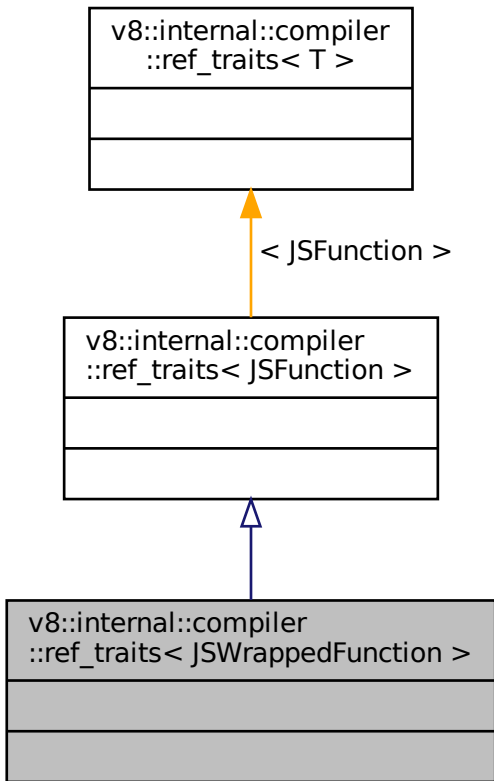 v8::internal::compiler
::ref_traits< T >
< JSFunction >
v8::internal::compiler
::ref_traits< JSFunction >
v8::internal::compiler
::ref_traits< JSWrappedFunction >